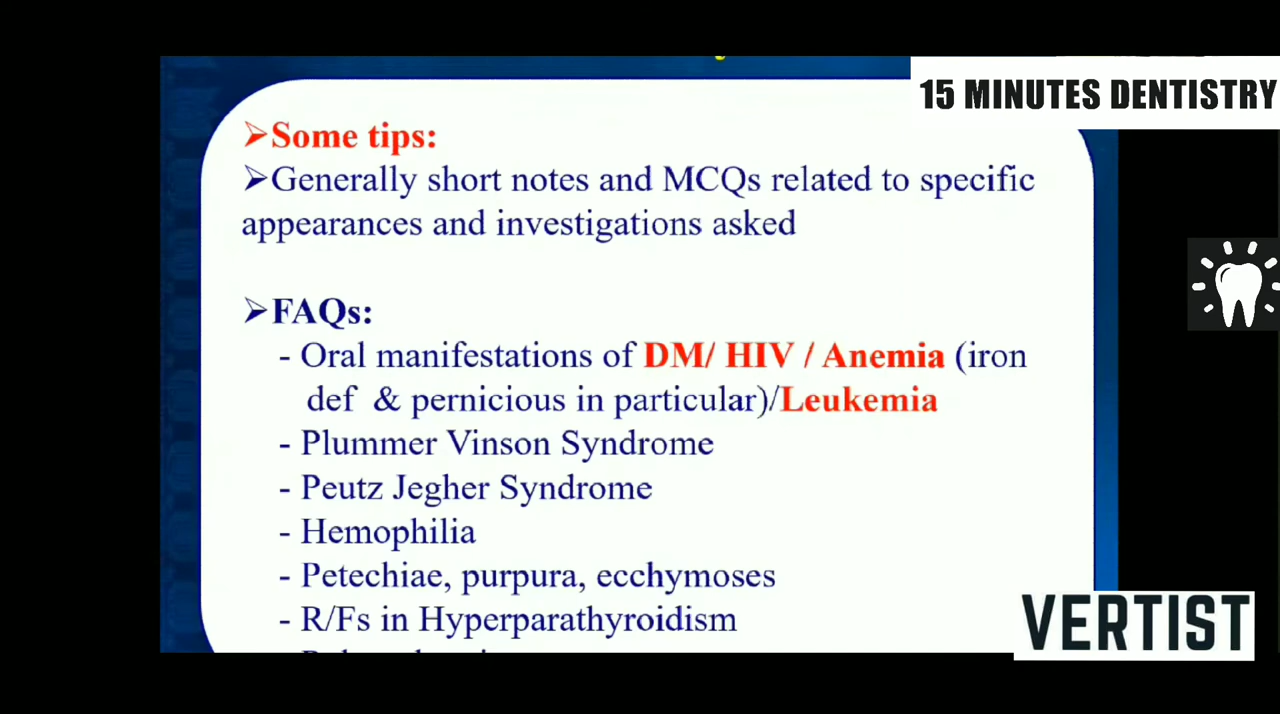 15 MINUTES DENTISTRY
➢Some tips:
➢Generally short notes and MCQs related to specific
appearances and investigations asked
➢FAQs:
- Oral manifestations of DM/ HIV / Anemia (iron
def & pernicious in particular)/Leukemia
- Plummer Vinson Syndrome
- Peutz Jegher Syndrome
- Hemophilia
- Petechiae, purpura, ecchymoses
- R/Fs in Hyperparathyroidism
VERTIST